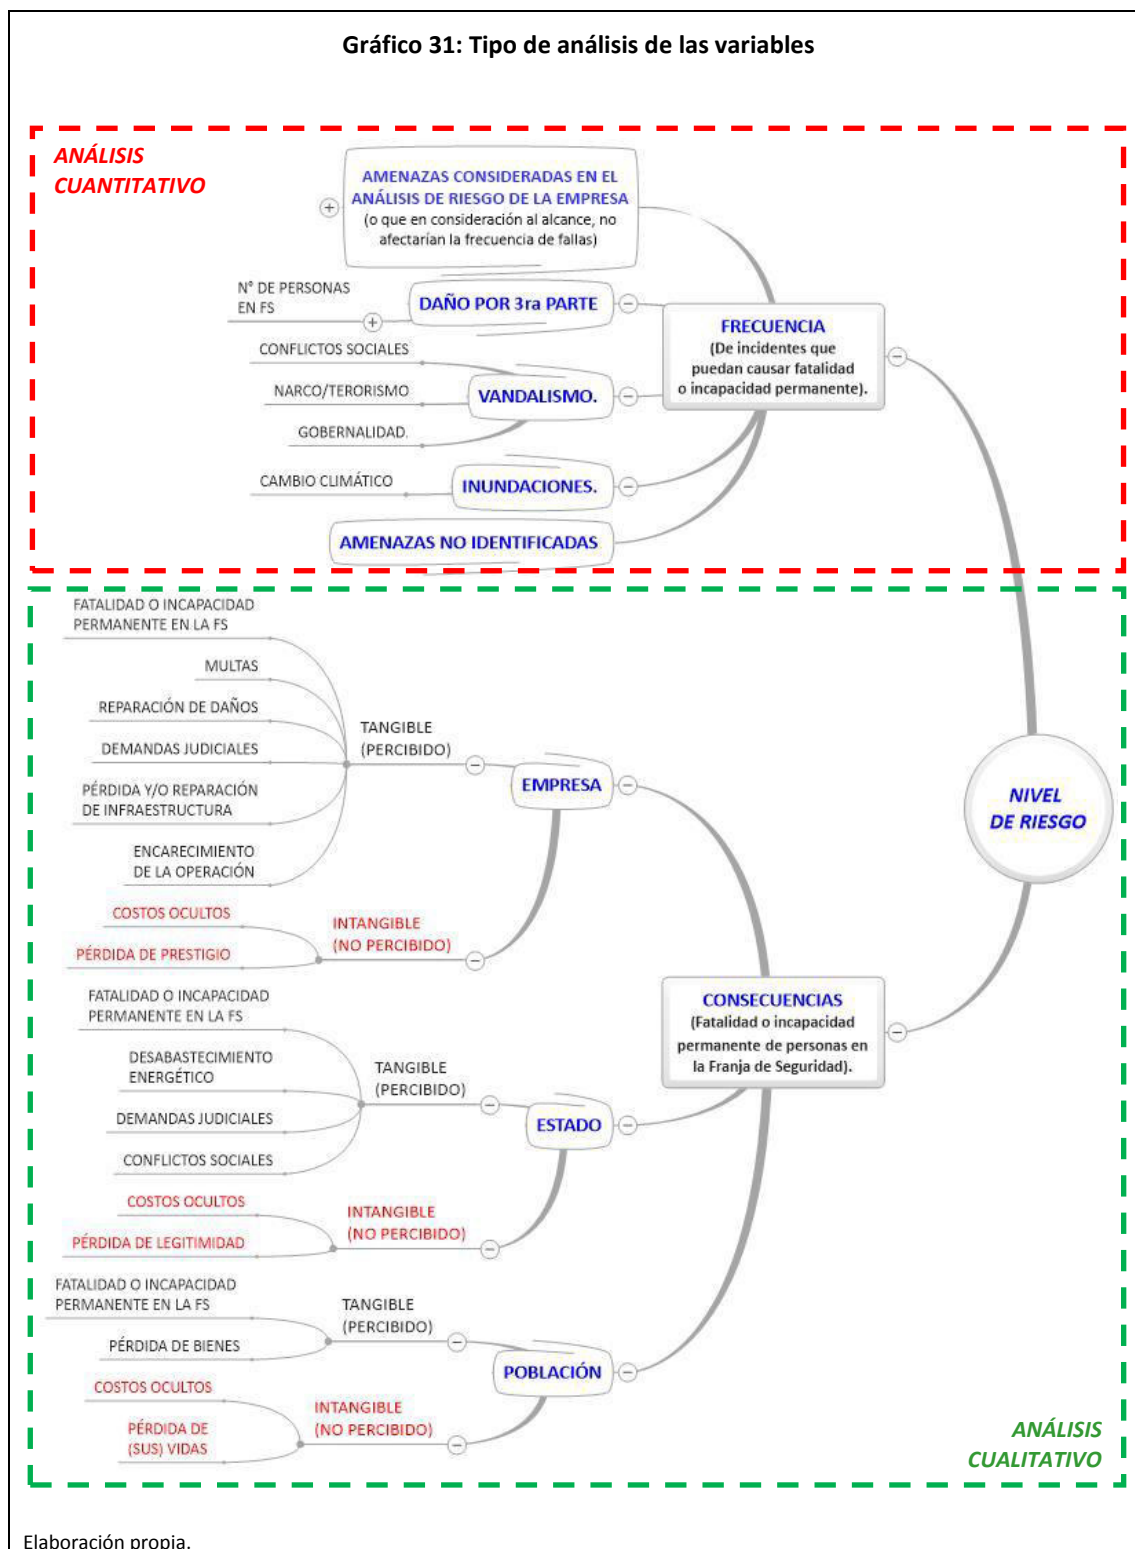 Gráfico 31: Tipo de análisis de las variables
ANÁLISIS
CUANTITATIVO
AMENAZAS CONSIDERADAS EN EL
ANÁLISIS DE RIESGO DE LA EMPRESA
(o que en consideración al alcance, no
afectarían la frecuencia de fallas)
N° DE PERSONAS
EN FS
DAÑO POR 3ra PARTE
FRECUENCIA
(De incidentes que
puedan causar fatalidad
o incapacidad permanente).
CONFLICTOS SOCIALES
NARCO/TERORISMO
GOBERNALIDAD.
VANDALISMO.
CAMBIO CLIMÁTICO
INUNDACIONES.
AMENAZAS NO IDENTIFICADAS
FATALIDAD O INCAPACIDAD
PERMANENTE EN LA FS
MULTAS
REPARACIÓN DE DAÑOS
DEMANDAS JUDICIALES
PÉRDIDA Y/O REPARACIÓN
DE INFRAESTRUCTURA
ENCARECIMIENTO
DE LA OPERACIÓN
TANGIBLE
(PERCIBIDO)
EMPRESA
NIVEL
DE RIESGO
COSTOS OCULTOS
PÉRDIDA DE PRESTIGIO
INTANGIBLE
(NO PERCIBIDO)
CONSECUENCIAS
(Fatalidad o incapacidad
permanente de personas en
la Franja de Seguridad).
FATALIDAD O INCAPACIDAD
PERMANENTE EN LA FS
DESABASTECIMIENTO
ENERGÉTICO
DEMANDAS JUDICIALES
CONFLICTOS SOCIALES
TANGIBLE
(PERCIBIDO)
ESTADO
COSTOS OCULTOS
PÉRDIDA DE LEGITIMIDAD
INTANGIBLE
(NO PERCIBIDO)
FATALIDAD O INCAPACIDAD
PERMANENTE EN LA FS
PÉRDIDA DE BIENES
TANGIBLE
(PERCIBIDO)
POBLACIÓN
COSTOS OCULTOS
PÉRDIDA DE
(SUS) VIDAS
INTANGIBLE
(NO PERCIBIDO)
ANÁLISIS
CUALITATIVO
Elaboración propia.